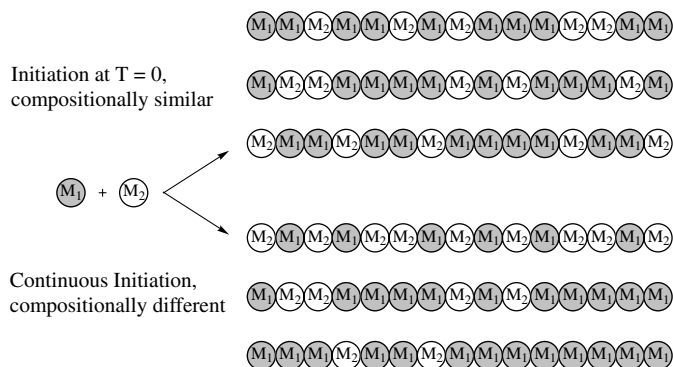 M₁ M₁ M₂ M₁ M₁ M₂ M₁ M₂ M₁ M₁ M₁ M₂ M₂ M₁ M₁
Initiation at T = 0,
compositionally similar
M₁ M₂ M₂ M₁ M₁ M₁ M₁ M₂ M₁ M₂ M₁ M₁ M₁ M₂ M₁
M₂ M₁ M₁ M₂ M₁ M₁ M₂ M₁ M₁ M₁ M₁ M₂ M₁ M₁ M₂
M₁ + M₂
M₂ M₁ M₂ M₁ M₂ M₂ M₁ M₂ M₁ M₂ M₁ M₂ M₂ M₁ M₂
Continuous Initiation,
compositionally different
M₁ M₂ M₂ M₁ M₁ M₁ M₁ M₂ M₁ M₂ M₁ M₁ M₁ M₁ M₁
M₁ M₁ M₁ M₂ M₁ M₁ M₂ M₁ M₁ M₁ M₁ M₁ M₁ M₁ M₁